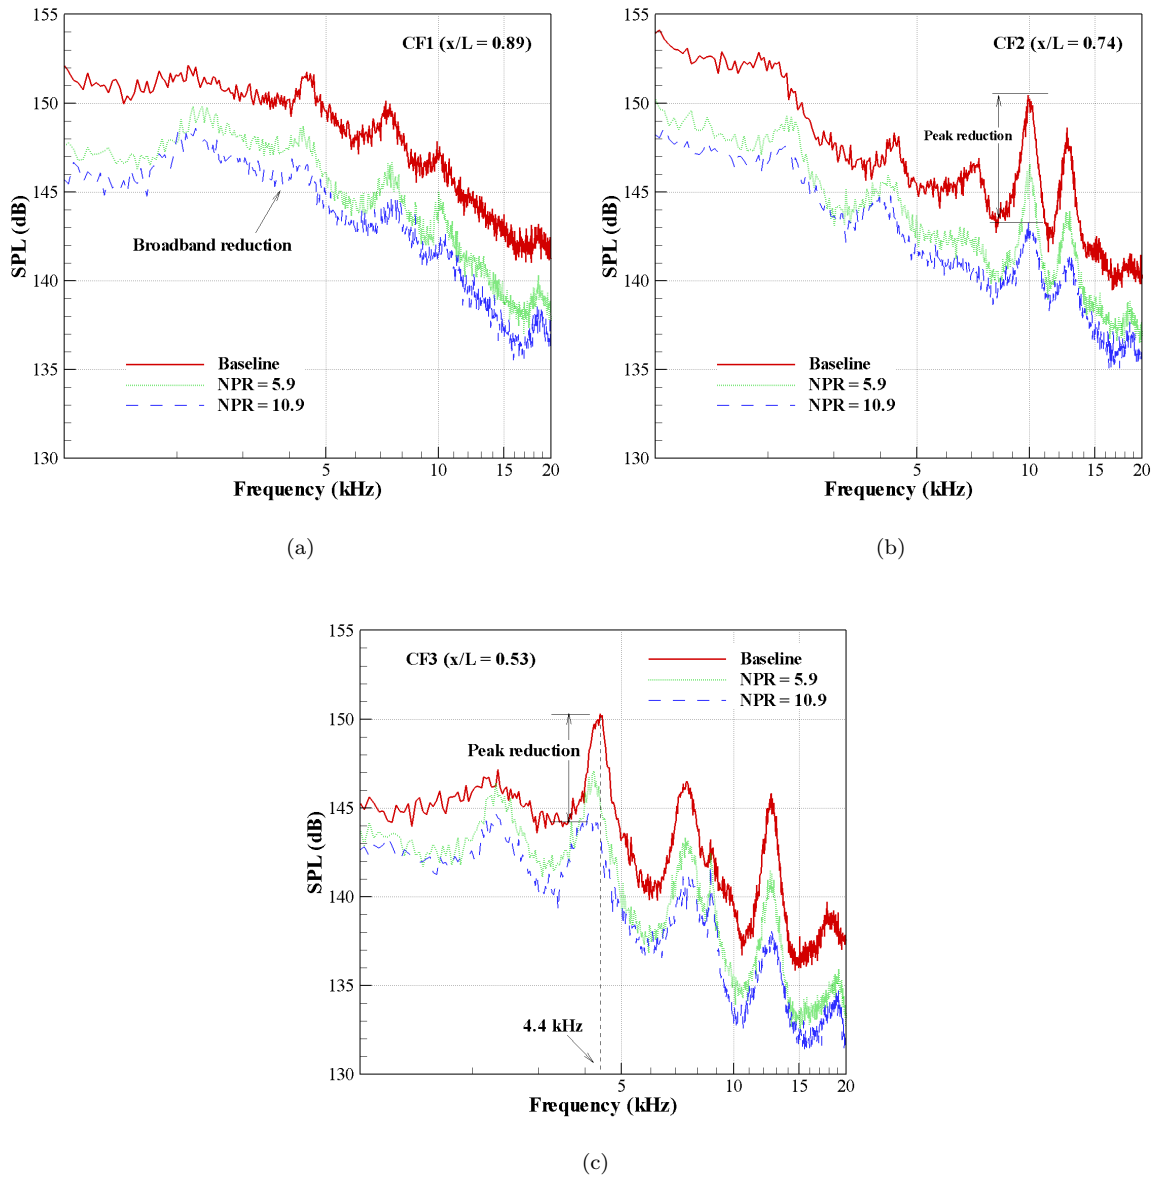 155
150
145
140
135
130
SPL (dB)
CF1 (x/L = 0.89)
Broadband reduction
Baseline
NPR = 5.9
NPR = 10.9
5
10
15
20
Frequency (kHz)
(a)
155
150
145
140
135
130
SPL (dB)
CF2 (x/L = 0.74)
Peak reduction
Baseline
NPR = 5.9
NPR = 10.9
5
10
15
20
Frequency (kHz)
(b)
155
150
145
140
135
130
SPL (dB)
CF3 (x/L = 0.53)
Baseline
NPR = 5.9
NPR = 10.9
Peak reduction
4.4 kHz
5
10
15
20
Frequency (kHz)
(c)